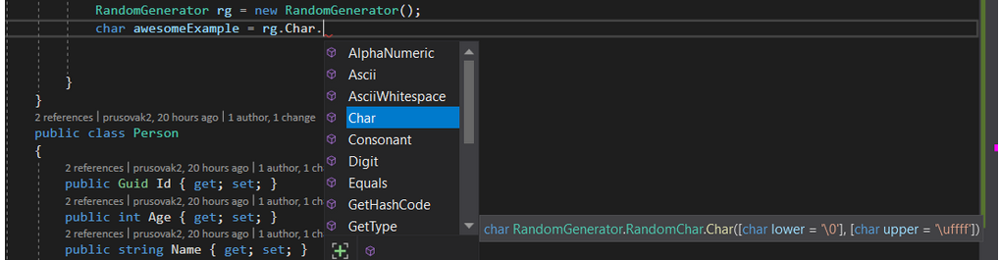 RandomGenerator rg = new RandomGenerator();
char awesomeExample = rg.Char.
AlphaNumeric
Ascii
AsciiWhitespace
Char
Consonant
Digit
Equals
GetHashCode
GetType
char RandomGenerator.RandomChar.Char([char lower = '\0'], [char upper = '\uffff'])
}
}
2 references | prusovak2, 20 hours ago | 1 author, 1 change
public class Person
{
2 references | prusovak2, 20 hours ago | 1 author, 1 ch
public Guid Id { get; set; }
2 references | prusovak2, 20 hours ago | 1 author, 1 ch
public int Age { get; set; }
2 references | prusovak2, 20 hours ago | 1 author, 1 ch
public string Name { get; set; }